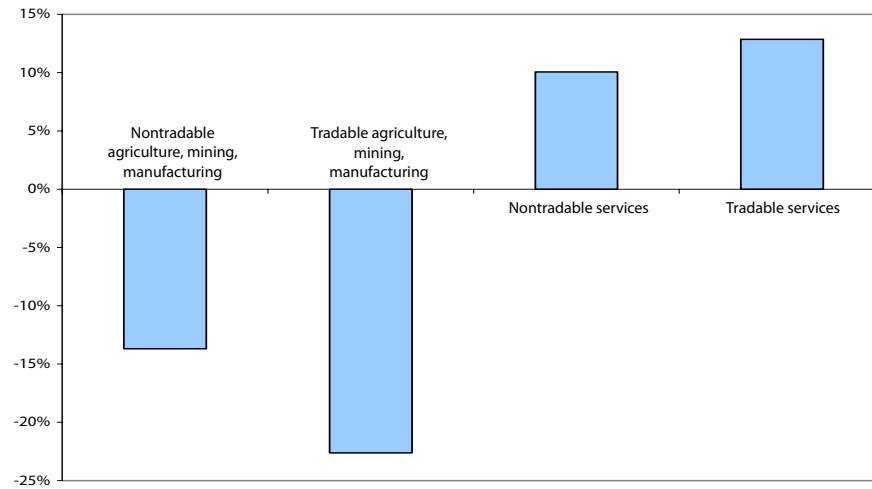 15%
10%
5%
0%
-5%
-10%
-15%
-20%
-25%
Nontradable
agriculture, mining,
manufacturing
Tradable agriculture,
mining,
manufacturing
Nontradable services
Tradable services